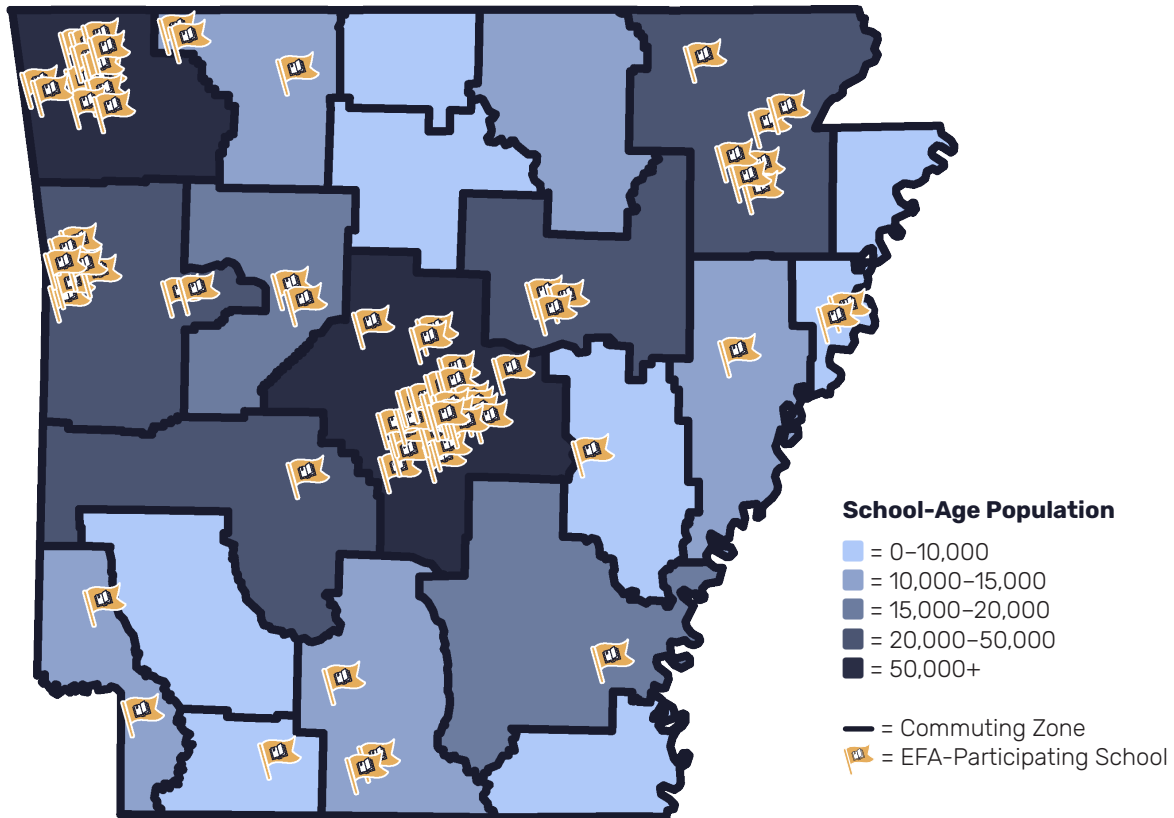 School-Age Population
= 0–10,000
= 10,000–15,000
= 15,000–20,000
= 20,000–50,000
= 50,000+
= Commuting Zone
= EFA-Participating School